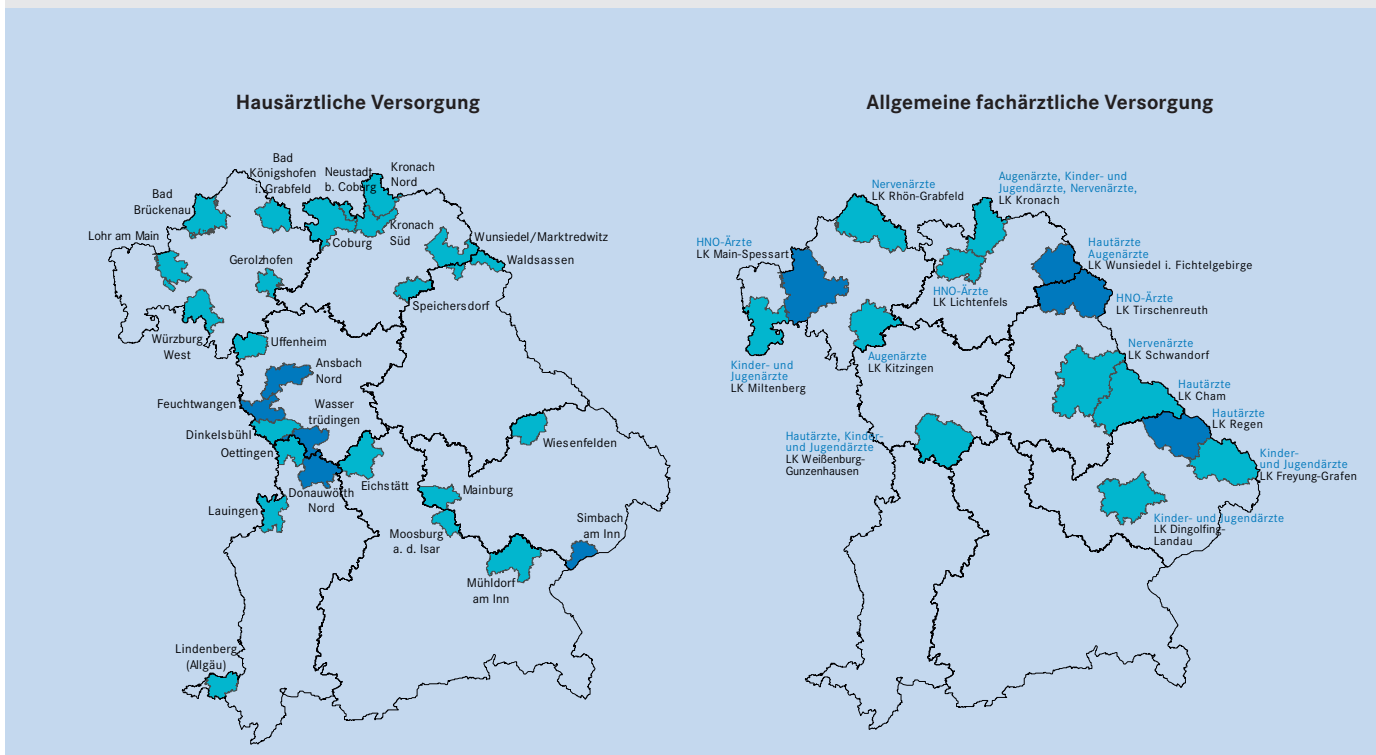 Hausärztliche Versorgung
Bad
Königshofen
i. Grabfeld
Neustadt
b. Coburg
Kronach
Nord
Bad
Brückenau
Lohr am Main
Coburg
Kronach
Süd
Wunsiedel/Marktredwitz
Waldsassen
Gerolzhofen
Speichersdorf
Würzburg
West
Uffenheim
Ansbach
Nord
Feuchtwangen
Wasser
trüdingen
Dinkelsbühl
Oettingen
Wiesenfelden
Donauwörth
Nord
Eichstätt
Mainburg
Lauingen
Moosburg
a. d. Isar
Simbach
am Inn
Mühldorf
am Inn
Lindenberg
(Allgäu)
Allgemeine fachärztliche Versorgung
Nervenärzte
LK Rhön-Grabfeld
Augenärzte, Kinder- und
Jugendärzte, Nervenärzte,
LK Kronach
HNO-Ärzte
LK Main-Spessart
Hautärzte
Augenärzte
LK Wunsiedel i. Fichtelgebirge
HNO-Ärzte
LK Lichtenfels
HNO-Ärzte
LK Tirschenreuth
Kinder- und
Jugenärzte
LK Miltenberg
Augenärzte
LK Kitzingen
Nervenärzte
LK Schwandorf
Hautärzte
LK Cham
Hautärzte
LK Regen
Hautärzte, Kinder-
und Jugendärzte
LK Weißenburg-
Gunzenhausen
Kinder-
und Jugendärzte
LK Freyung-Grafen
Kinder- und Jugendärzte
LK Dingolfing-
Landau